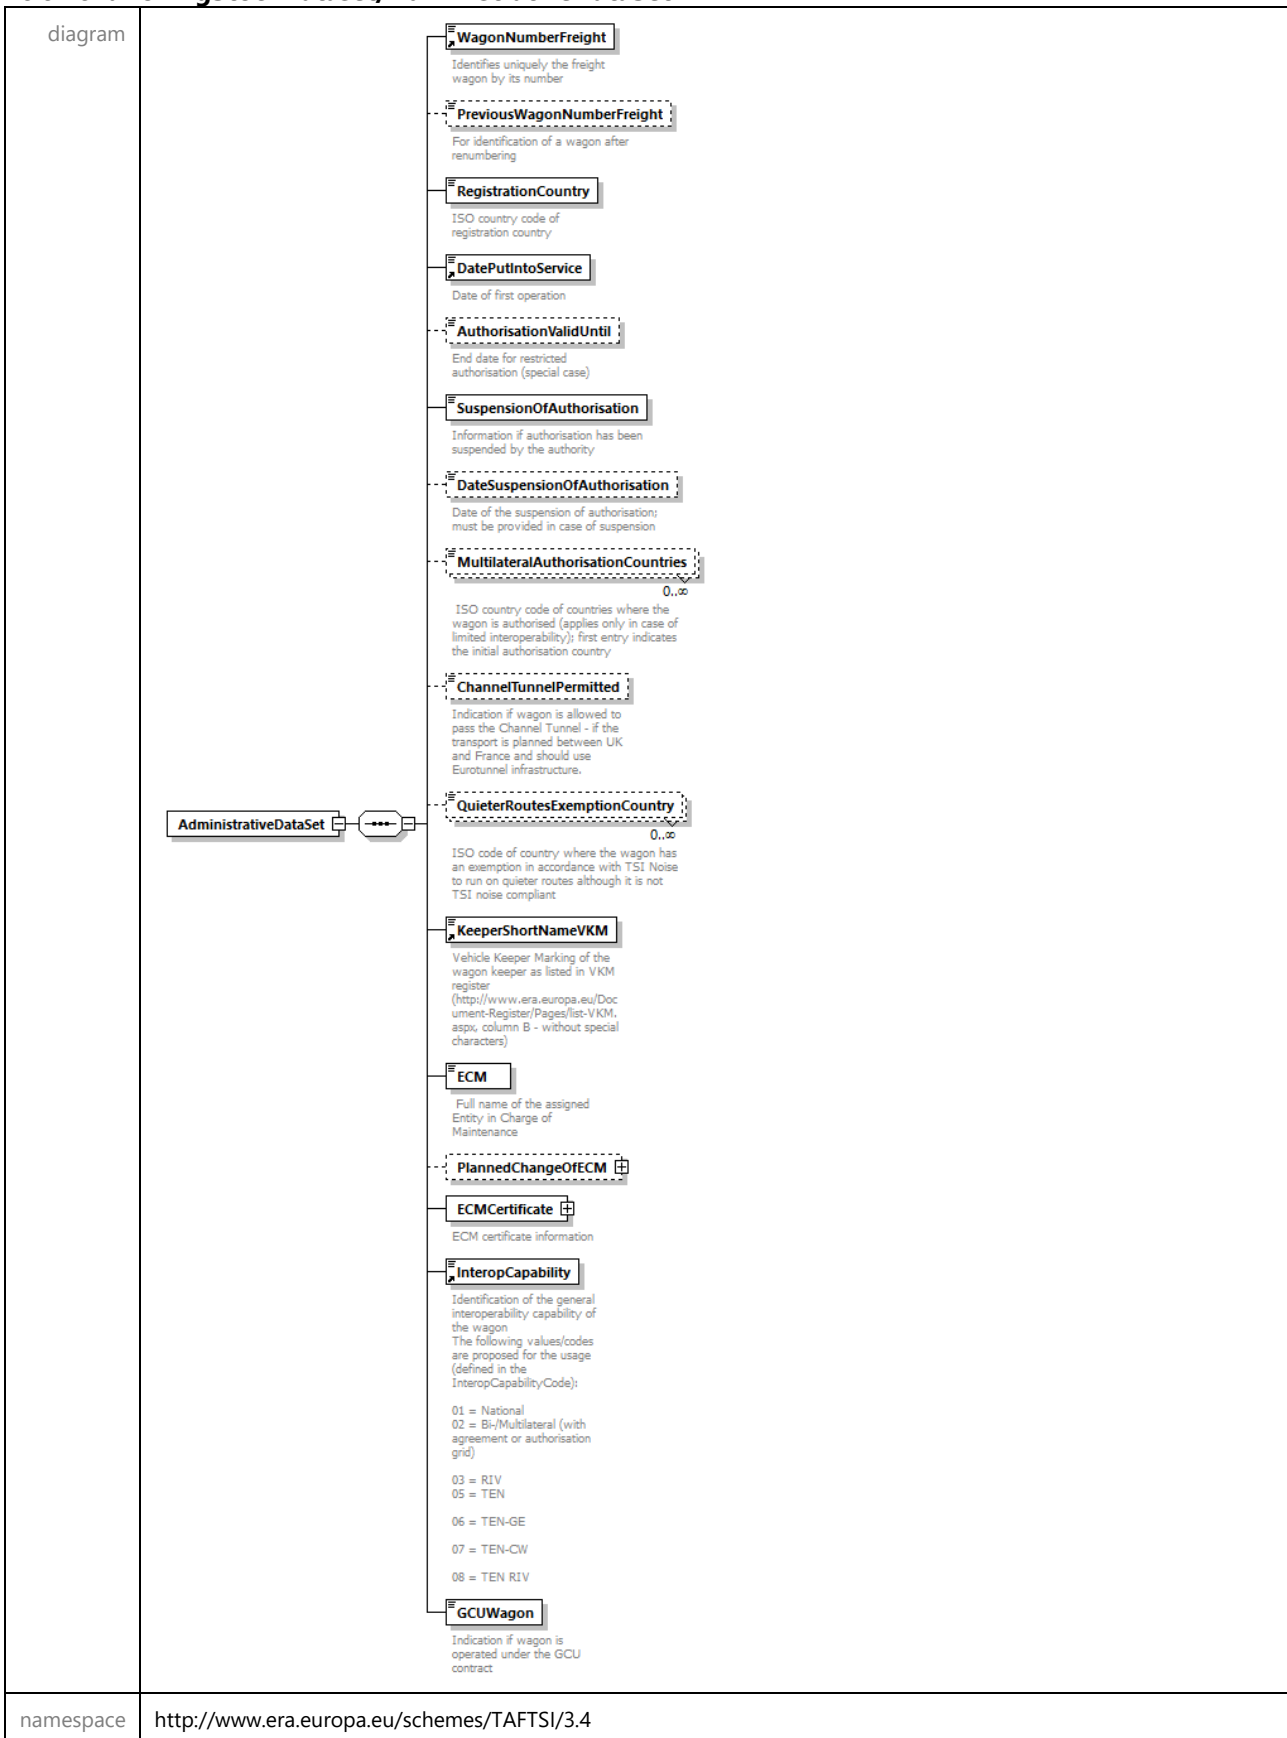 diagram
WagonNumberFreight
Identifies uniquely the freight
wagon by its number
PreviousWagonNumberFreight
For identification of a wagon after
renumbering
RegistrationCountry
ISO country code of
registration country
DatePutIntoService
Date of first operation
AuthorisationValidUntil
End date for restricted
authorisation (special case)
SuspensionOfAuthorisation
Information if authorisation has been
suspended by the authority
DateSuspensionOfAuthorisation
Date of the suspension of authorisation;
must be provided in case of suspension
MultilateralAuthorisationCountries
0..∞
ISO country code of countries where the
wagon is authorised (applies only in case of
limited interoperability); first entry indicates
the initial authorisation country
ChannelTunnelPermitted
Indication if wagon is allowed to
pass the Channel Tunnel - if the
transport is planned between UK
and France and should use
Eurotunnel infrastructure.
QuieterRoutesExemptionCountry
0..∞
ISO code of country where the wagon has
an exemption in accordance with TSI Noise
to run on quieter routes although it is not
TSI noise compliant
AdministrativeDataSet
KeeperShortNameVKM
Vehicle Keeper Marking of the
wagon keeper as listed in VKM
register
(http://www.era.europa.eu/Doc
ument-Register/Pages/list-VKM.
aspx, column B - without special
characters)
ECM
Full name of the assigned
Entity in Charge of
Maintenance
PlannedChangeOfECM
ECMCertificate
ECM certificate information
InteropCapability
Identification of the general
interoperability capability of
the wagon
The following values/codes
are proposed for the usage
(defined in the
InteropCapabilityCode):
01 = National
02 = Bi-/Multilateral (with
agreement or authorisation
grid)
03 = RIV
05 = TEN
06 = TEN-GE
07 = TEN-CW
08 = TEN RIV
GCUWagon
Indication if wagon is
operated under the GCU
contract
namespace
http://www.era.europa.eu/schemes/TAFTSI/3.4